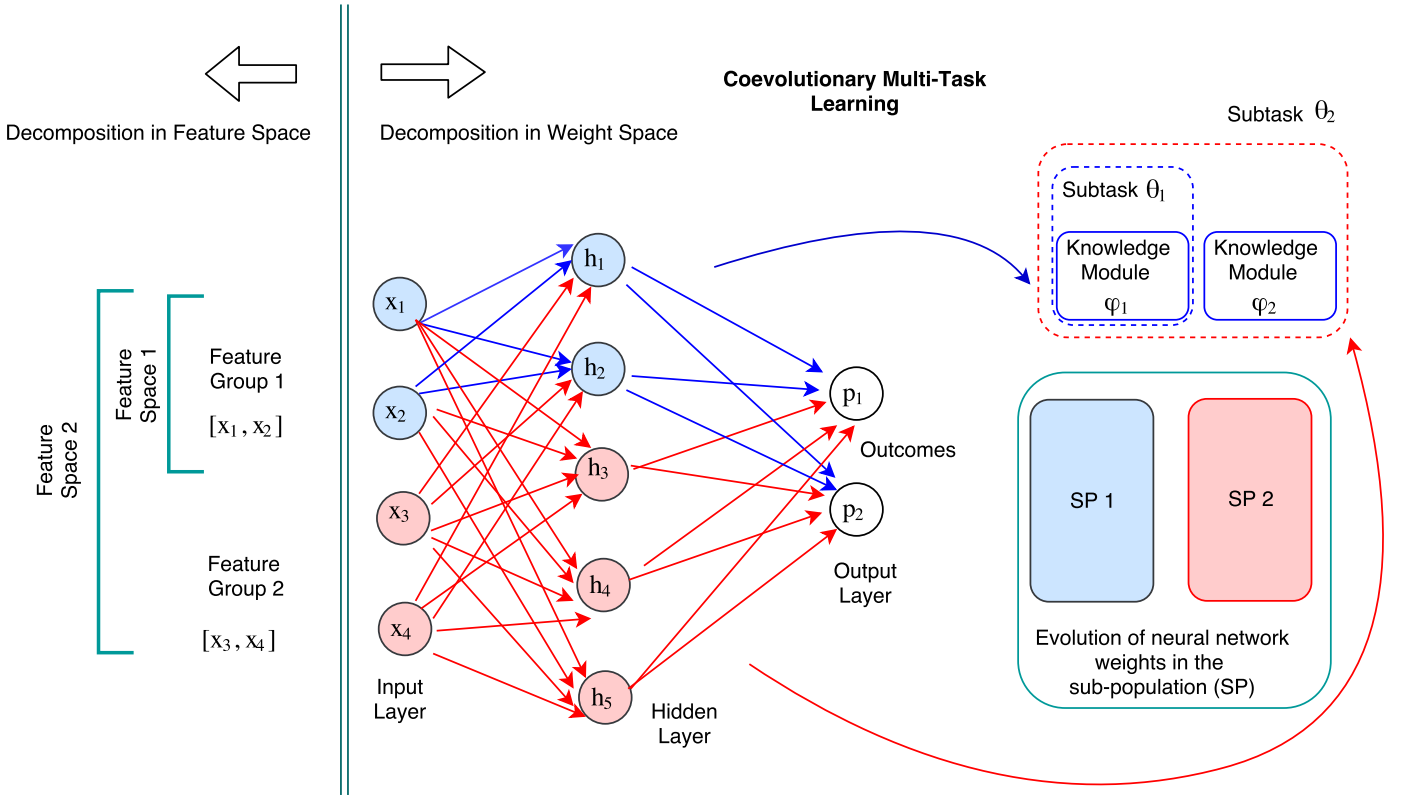 Decomposition in Feature Space
Feature
Space 2
Feature
Space 1
Feature
Group 1
[x₁, x₂]
Feature
Group 2
[x₃, x₄]
Decomposition in Weight Space
Coevolutionary Multi-Task
Learning
x₁
x₂
x₃
x₄
Input
Layer
h₁
h₂
h₃
h₄
h₅
Hidden
Layer
p₁
Outcomes
p₂
Output
Layer
Subtask θ₂
Subtask θ₁
Knowledge
Module
φ₁
Knowledge
Module
φ₂
SP 1
SP 2
Evolution of neural network
weights in the
sub-population (SP)